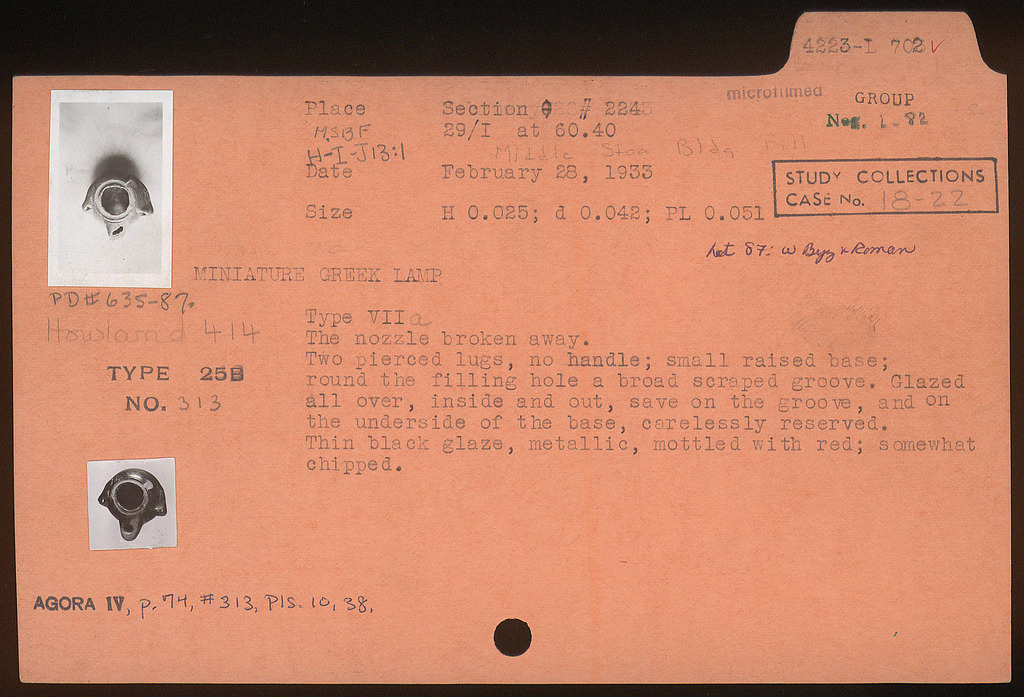 4223-L 702 ✓
microfilmed
GROUP
Neg. 1-82
Place Section # 2243
M.S.B.F 29/I at 60.40
H-I-J13:1 Middle Stoa Bldg Fill
Date February 28, 1933
STUDY COLLECTIONS
CASE No. 18-22
Size H 0.025; d 0.042; PL 0.051
w Byz & Roman
MINIATURE GREEK LAMP
PD# 635-87.
Howland 414
TYPE 25B
NO. 313
Type VIIa
The nozzle broken away.
Two pierced lugs, no handle; small raised base;
round the filling hole a broad scraped groove. Glazed
all over, inside and out, save on the groove, and on
the underside of the base, carelessly reserved.
Thin black glaze, metallic, mottled with red; somewhat
chipped.
AGORA IV, p. 74, #313, Pls. 10, 38.